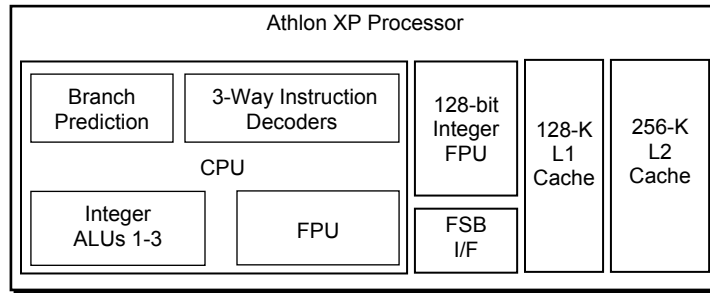 Athlon XP Processor
Branch
Prediction
3-Way Instruction
Decoders
CPU
Integer
ALUs 1-3
FPU
128-bit
Integer
FPU
FSB
I/F
128-K
L1
Cache
256-K
L2
Cache